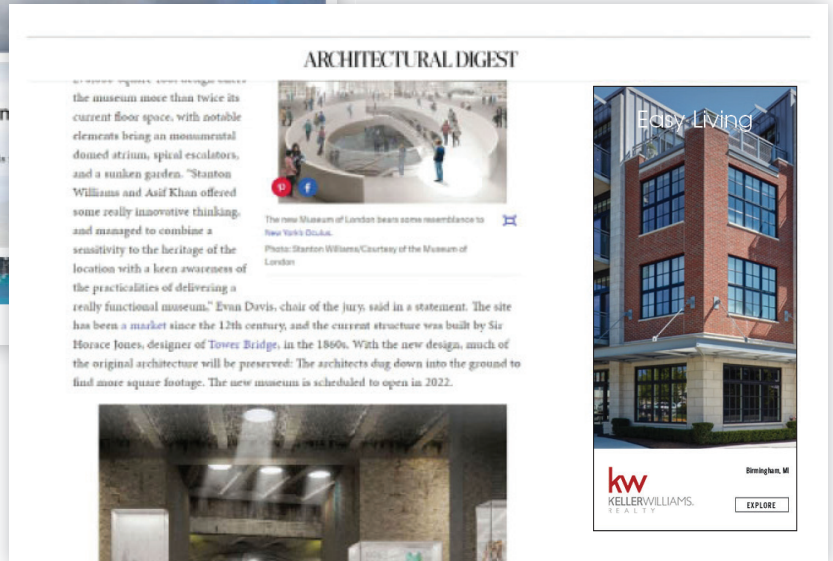 ARCHITECTURAL DIGEST
the museum more than twice its
current floor space, with notable
elements being an monumental
domed atrium, spiral escalators,
and a sunken garden. "Stanton
Williams and Asif Khan offered
some really innovative thinking,
and managed to combine a
sensitivity to the heritage of the
location with a keen awareness of
the practicalities of delivering a
really functional museum," Evan Davis, chair of the jury, said in a statement. The site
has been a market since the 12th century, and the current structure was built by Sir
Horace Jones, designer of Tower Bridge, in the 1860s. With the new design, much of
the original architecture will be preserved: The architects dug down into the ground to
find more square footage. The new museum is scheduled to open in 2022.
The new Museum of London bears some resemblance to
New York's Oculus.
Photo: Stanton Williams/Courtesy of the Museum of
London
Easy Living
kw
KELLERWILLIAMS.
REALTY
Birmingham, MI
EXPLORE